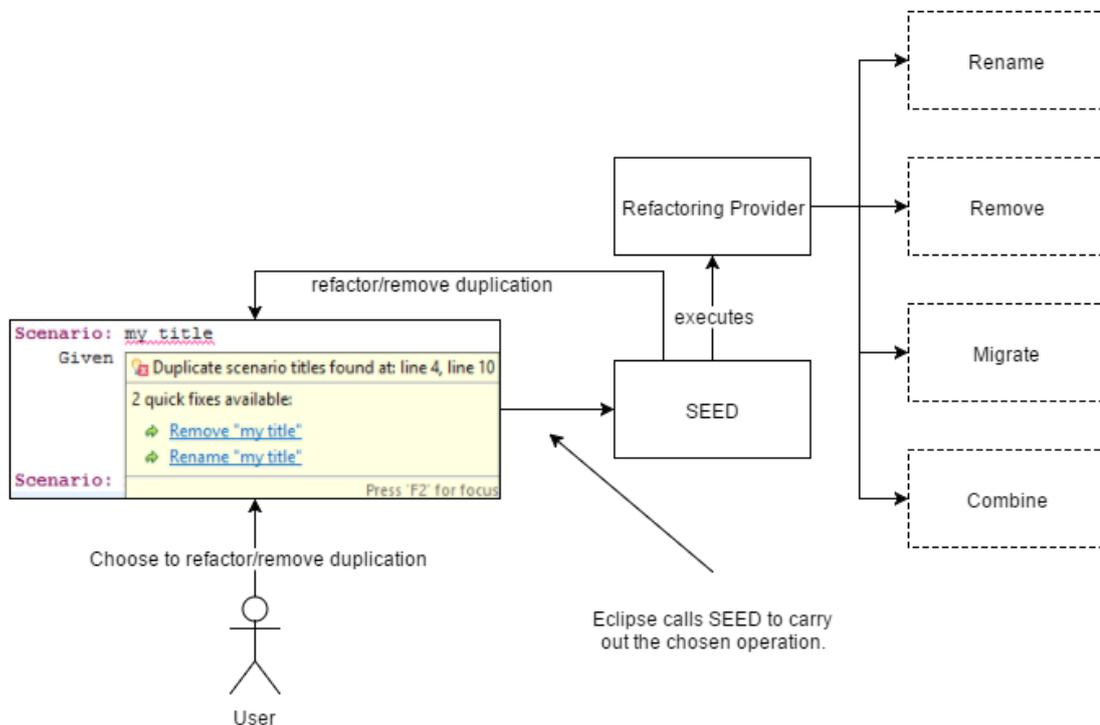 Rename
Refactoring Provider
Remove
refactor/remove duplication
executes
Scenario: my title
Given
Duplicate scenario titles found at: line 4, line 10
2 quick fixes available:
Remove "my title"
Rename "my title"
Scenario:
Press 'F2' for focus
SEED
Migrate
Combine
Choose to refactor/remove duplication
Eclipse calls SEED to carry
out the chosen operation.
User